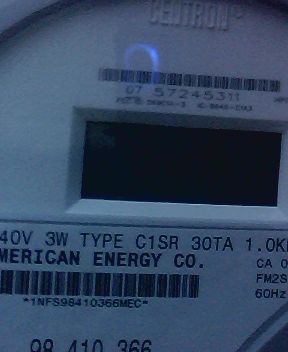 CENTRON®
07 57245311
40V 3W TYPE C1SR 30TA 1.0K
MERICAN ENERGY CO.
CA 0
FM2S
60Hz
*1NFS98410366MEC*
98 410 366